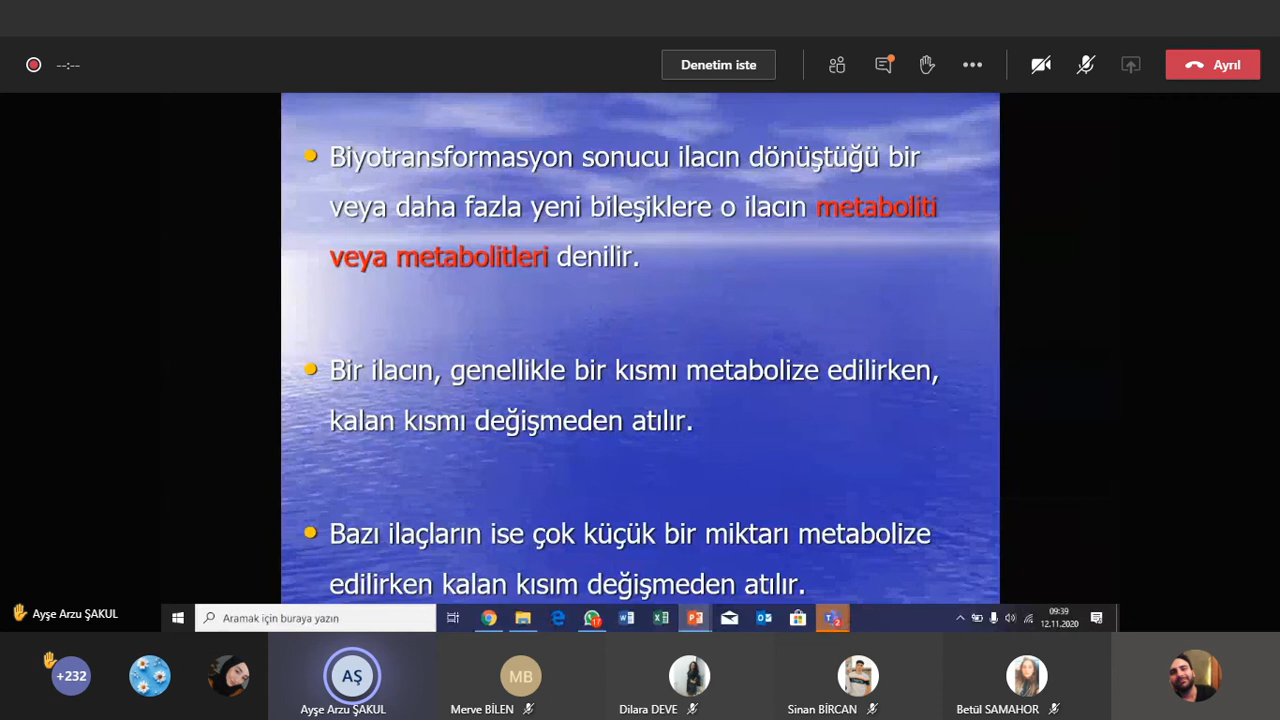 --:--
Denetim iste
Ayrıl
Biyotransformasyon sonucu ilacın dönüştüğü bir
veya daha fazla yeni bileşiklere o ilacın metaboliti
veya metabolitleri denilir.
Bir ilacın, genellikle bir kısmı metabolize edilirken,
kalan kısmı değişmeden atılır.
Bazı ilaçların ise çok küçük bir miktarı metabolize
edilirken kalan kısım değişmeden atılır.
Ayşe Arzu ŞAKUL
Aramak için buraya yazın
09:39
12.11.2020
+232
AŞ
MB
Ayşe Arzu ŞAKUL
Merve BİLEN
Dilara DEVE
Sinan BİRCAN
Betül SAMAHOR